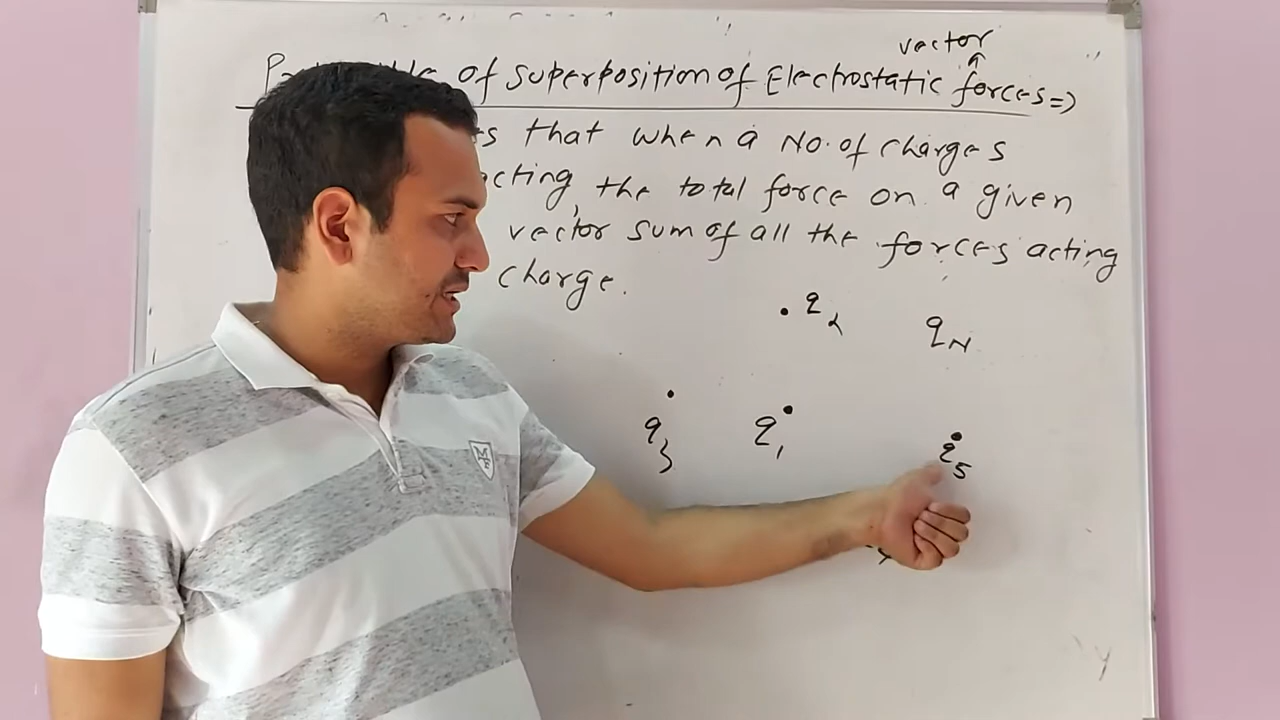 vector
of superposition of Electrostatic forces=>
that when a No. of charges
the total force on a given
vector sum of all the forces acting
charge.
q2
qN
q3 q1
q5